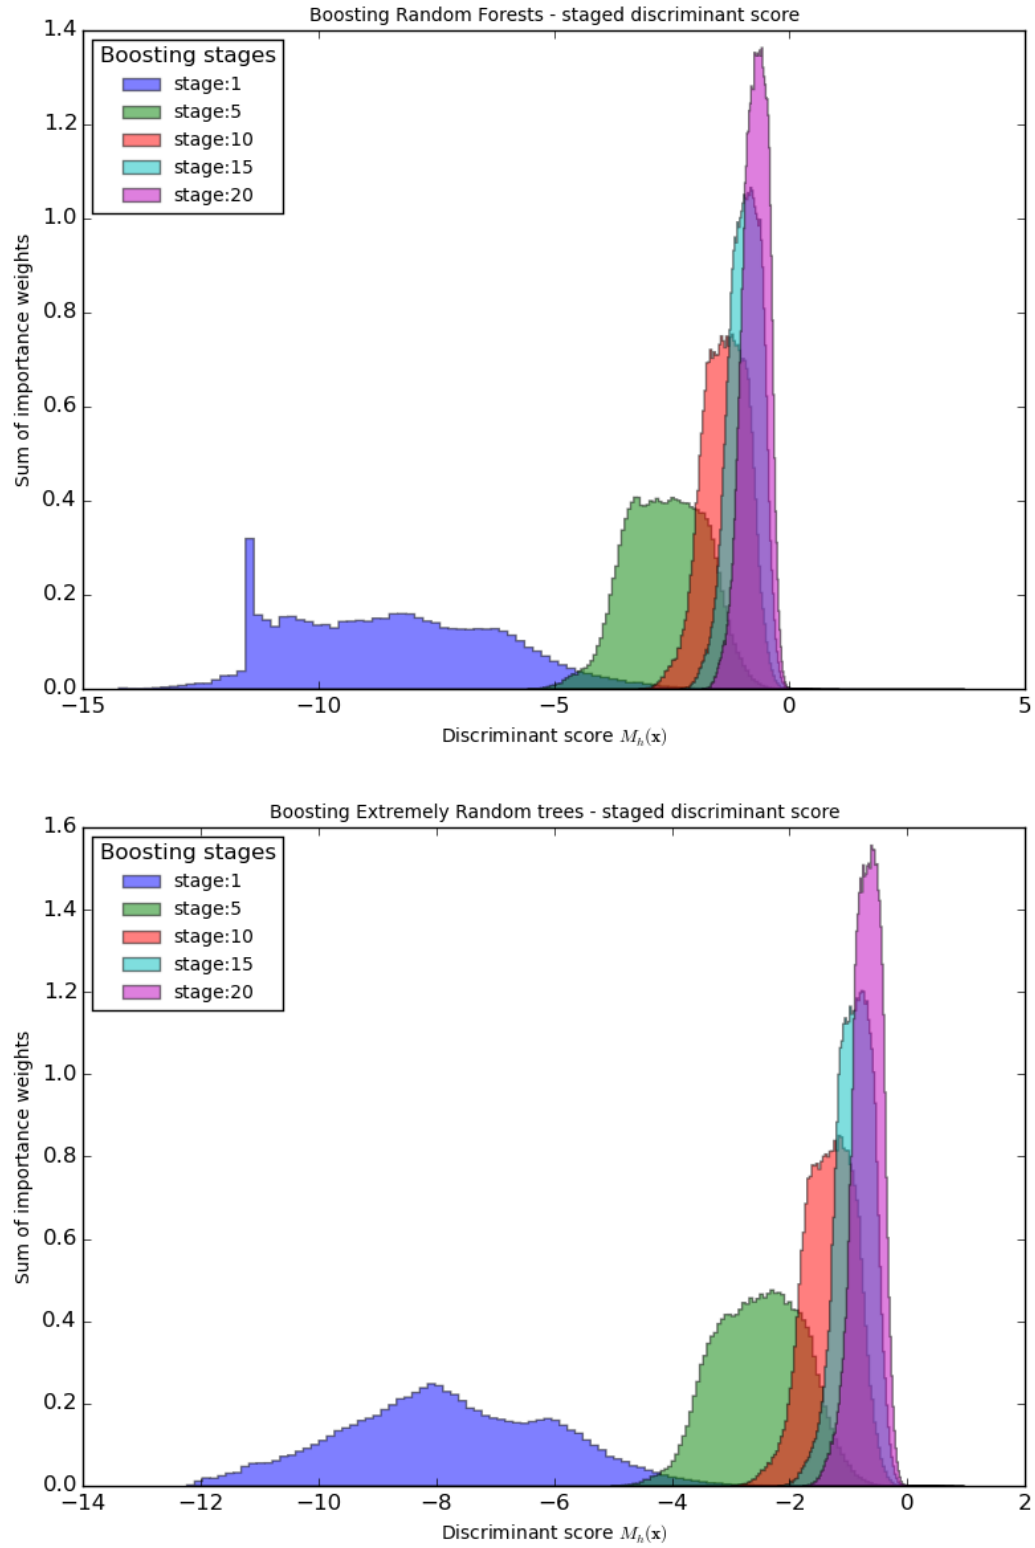 Boosting Random Forests - staged discriminant score
1.4
1.2
1.0
0.8
0.6
0.4
0.2
0.0
Sum of importance weights
Boosting stages
stage:1
stage:5
stage:10
stage:15
stage:20
−15 −10 −5 0 5
Discriminant score M_h(x)
Boosting Extremely Random trees - staged discriminant score
1.6
1.4
1.2
1.0
0.8
0.6
0.4
0.2
0.0
Sum of importance weights
Boosting stages
stage:1
stage:5
stage:10
stage:15
stage:20
−14 −12 −10 −8 −6 −4 −2 0 2
Discriminant score M_h(x)